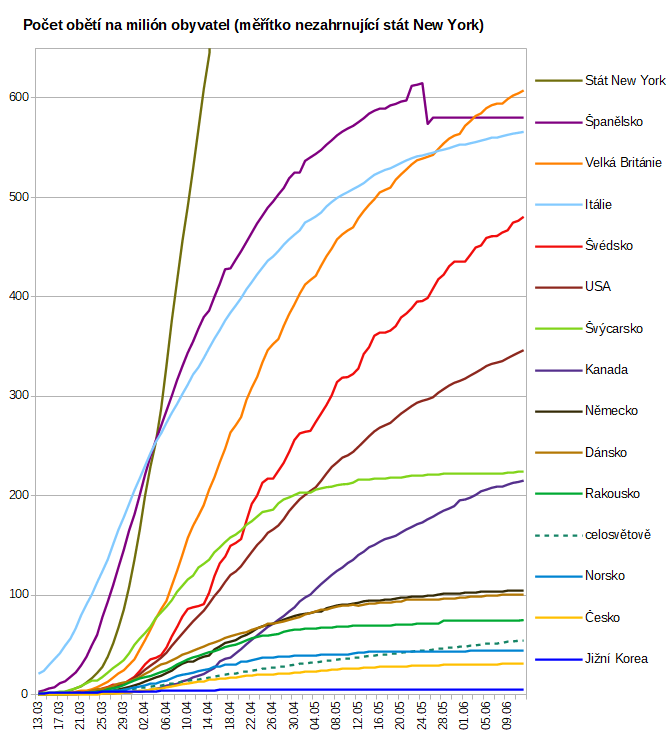 Počet obětí na milión obyvatel (měřítko nezahrnující stát New York)
600
500
400
300
200
100
0
13.03
17.03
21.03
25.03
29.03
02.04
06.04
10.04
14.04
18.04
22.04
26.04
30.04
04.05
08.05
12.05
16.05
20.05
24.05
28.05
01.06
05.06
09.06
Stát New York
Španělsko
Velká Británie
Itálie
Švédsko
USA
Švýcarsko
Kanada
Německo
Dánsko
Rakousko
celosvětově
Norsko
Česko
Jižní Korea